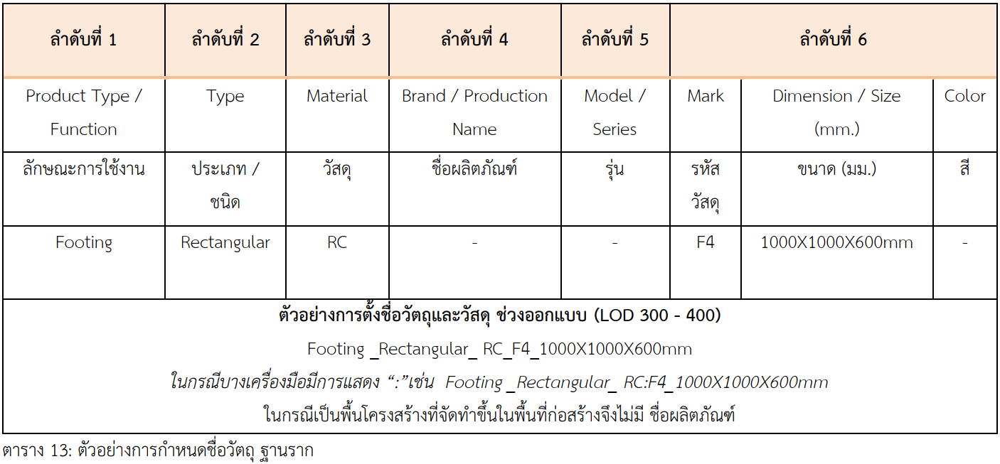 ลำดับที่ 1 ลำดับที่ 2 ลำดับที่ 3 ลำดับที่ 4 ลำดับที่ 5 ลำดับที่ 6
Product Type / Type Material Brand / Production Model / Mark Dimension / Size Color
Function Name Series (mm.)
ลักษณะการใช้งาน ประเภท / วัสดุ ชื่อผลิตภัณฑ์ รุ่น รหัส ขนาด (มม.) สี
ชนิด วัสดุ
Footing Rectangular RC - - F4 1000X1000X600mm -
ตัวอย่างการตั้งชื่อวัตถุและวัสดุ ช่วงออกแบบ (LOD 300 - 400)
Footing _Rectangular_ RC_F4_1000X1000X600mm
ในกรณีบางเครื่องมือมีการแสดง “:”เช่น Footing _Rectangular_ RC:F4_1000X1000X600mm
ในกรณีเป็นพื้นโครงสร้างที่จัดทำขึ้นในพื้นที่ก่อสร้างจึงไม่มี ชื่อผลิตภัณฑ์
ตาราง 13: ตัวอย่างการกำหนดชื่อวัตถุ ฐานราก